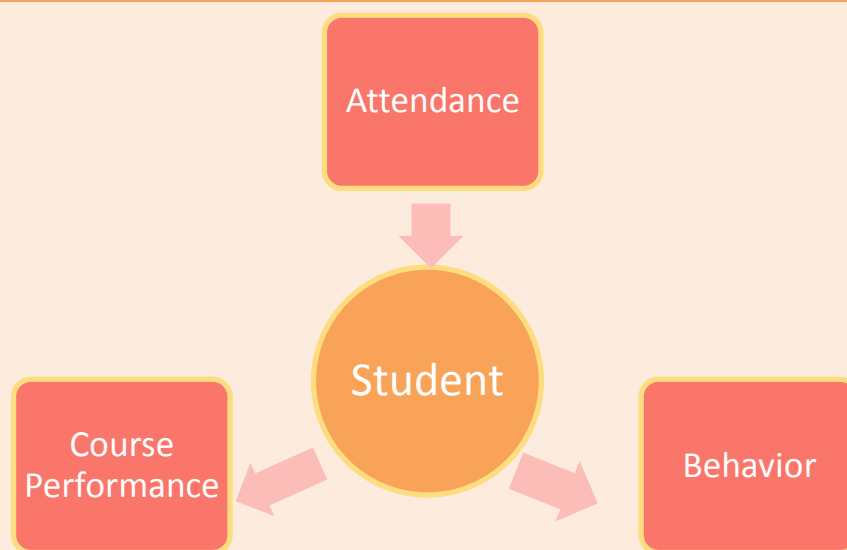 Attendance
Student
Course
Performance
Behavior